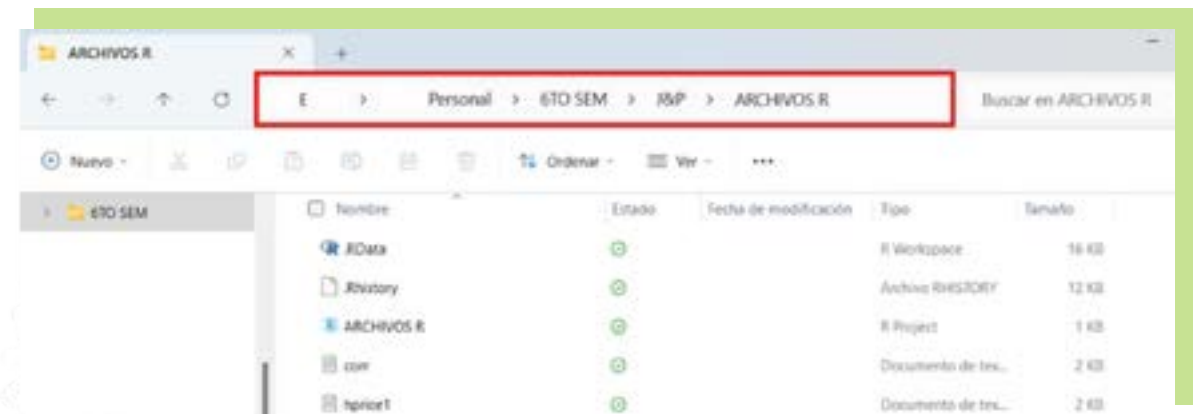 ARCHIVOS R
E > Personal > 6TO SEM > R&P > ARCHIVOS R
Buscar en ARCHIVOS R
Nuevo
Ordenar
Ver
6TO SEM
Nombre Estado Fecha de modificación Tipo Tamaño
.RData R Workspace 16 KB
.Rhistory Archivo RHISTORY 12 KB
ARCHIVOS R R Project 1 KB
corr Documento de tex... 2 KB
hprice1 Documento de tex... 2 KB